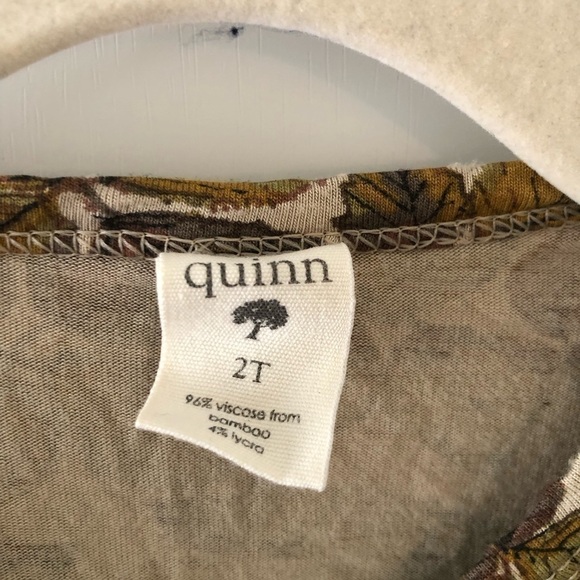 quinn
2T
96% viscose from
bamboo
4% lycra